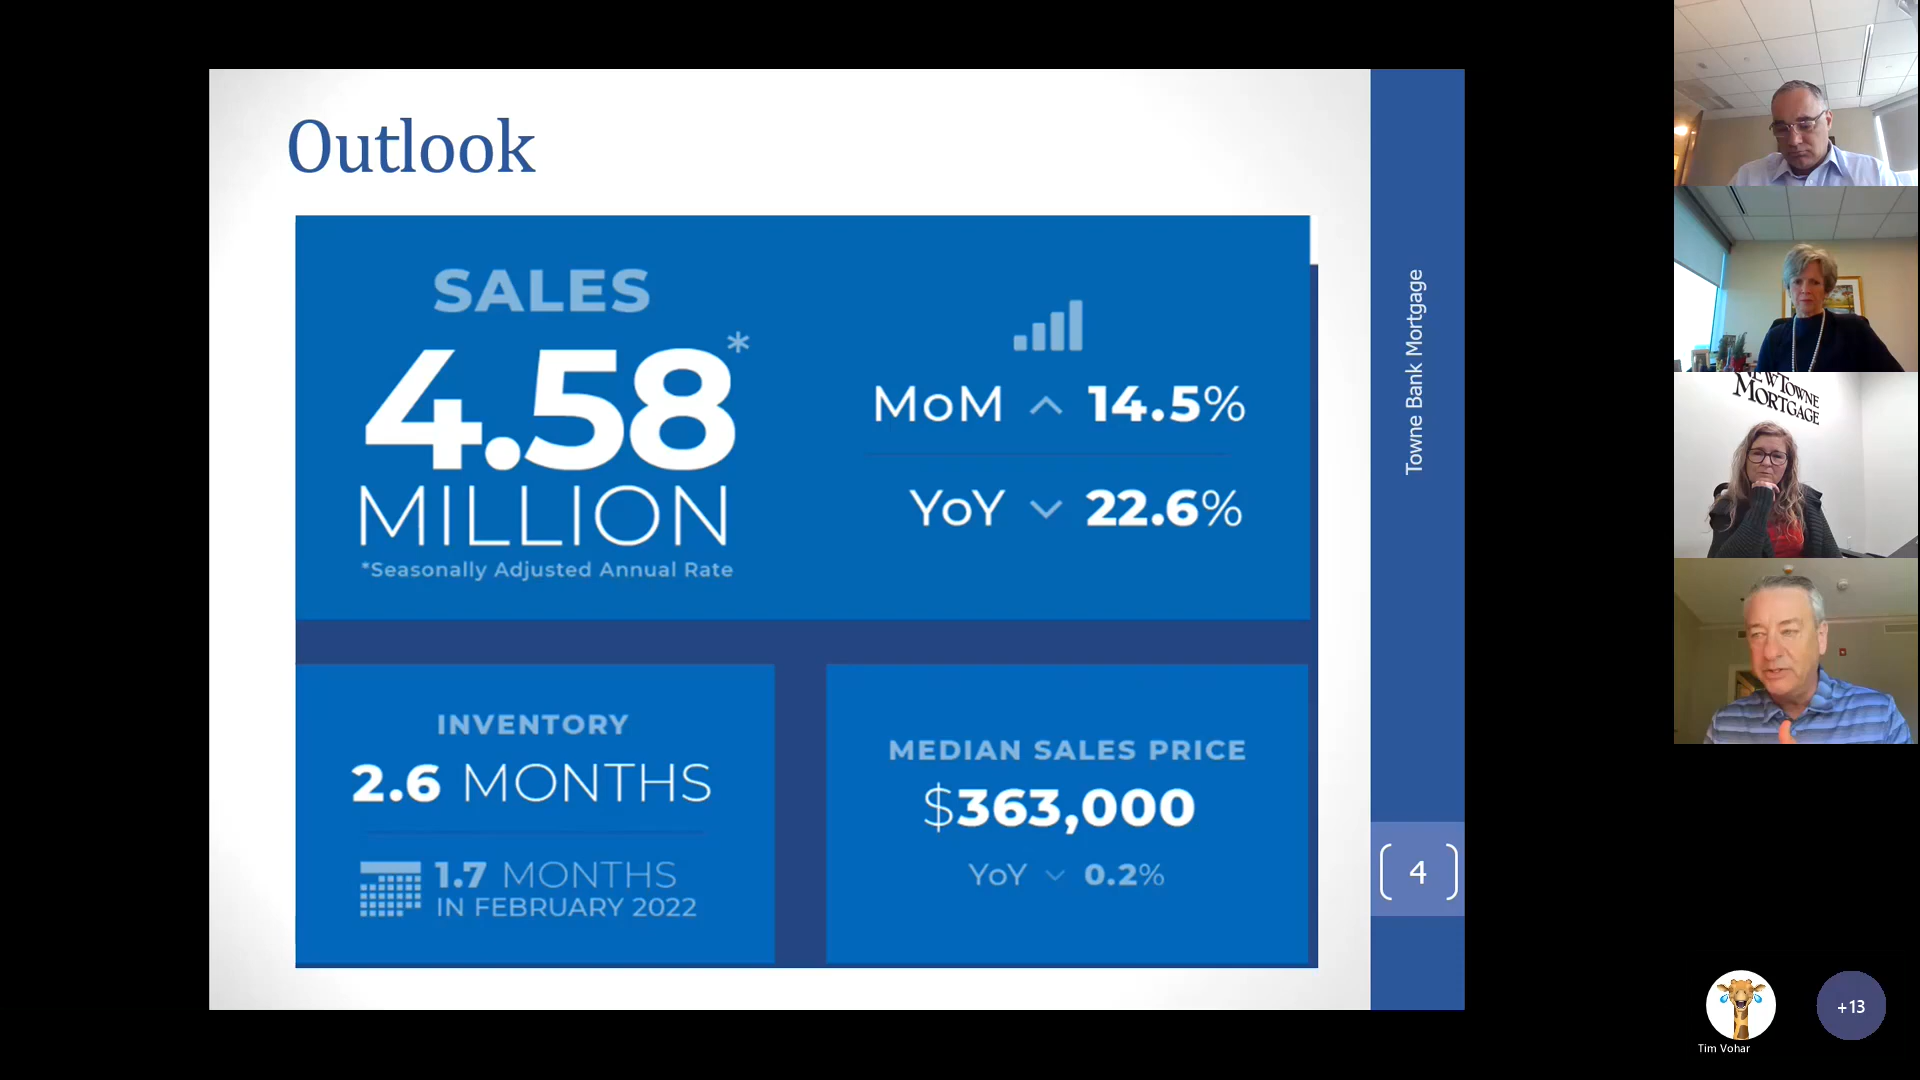 Outlook
SALES
4.58*
MILLION
*Seasonally Adjusted Annual Rate
MoM 14.5%
YoY 22.6%
INVENTORY
2.6 MONTHS
1.7 MONTHS
IN FEBRUARY 2022
MEDIAN SALES PRICE
$363,000
YoY 0.2%
Towne Bank Mortgage
4
NEWTOWNE
MORTGAGE
Tim Vohar
+13